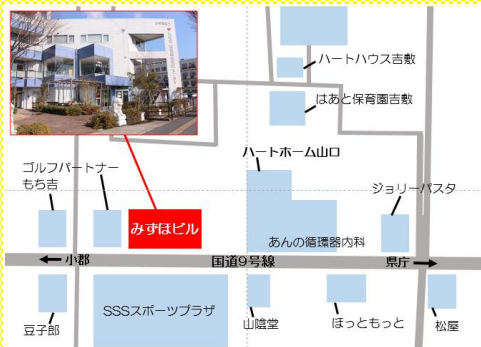 ハートハウス吉敷
はあと保育園吉敷
ゴルフパートナー
もち吉
ハートホーム山口
ジョリーパスタ
みずほビル
あんの循環器内科
小郡
国道9号線
県庁
SSSスポーツプラザ
豆子郎
山陰堂
ほっともっと
松屋